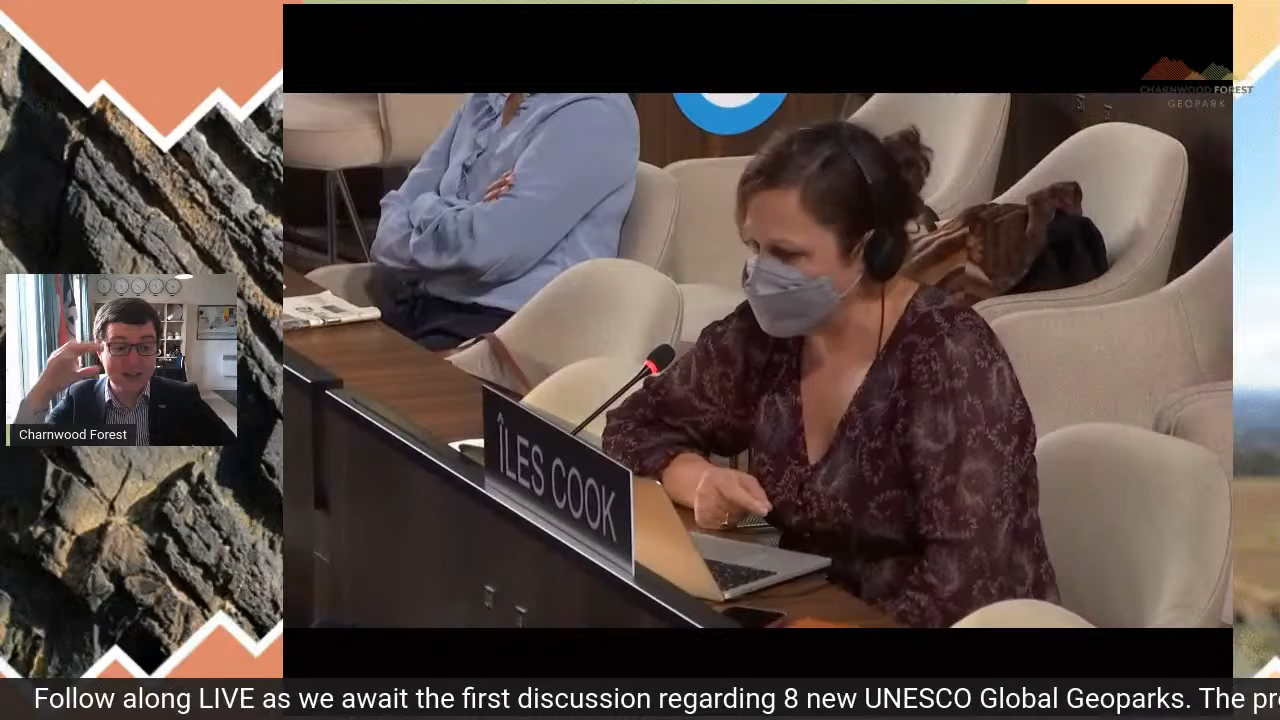 CHARNWOOD FOREST
GEOPARK
ÎLES COOK
Charnwood Forest
Follow along LIVE as we await the first discussion regarding 8 new UNESCO Global Geoparks. The pr